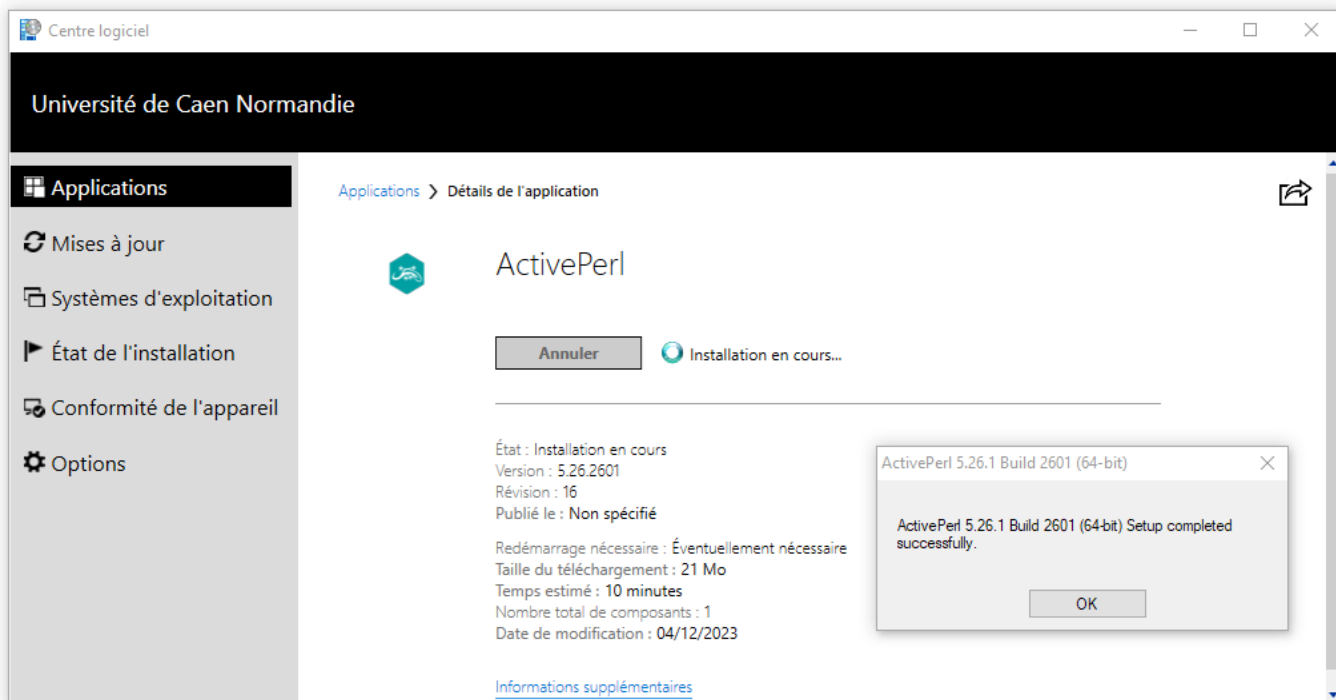 Centre logiciel
Université de Caen Normandie
Applications
Mises à jour
Systèmes d'exploitation
État de l'installation
Conformité de l'appareil
Options
Applications > Détails de l'application
ActivePerl
Annuler
Installation en cours...
État : Installation en cours
Version : 5.26.2601
Révision : 16
Publié le : Non spécifié
Redémarrage nécessaire : Éventuellement nécessaire
Taille du téléchargement : 21 Mo
Temps estimé : 10 minutes
Nombre total de composants : 1
Date de modification : 04/12/2023
Informations supplémentaires
ActivePerl 5.26.1 Build 2601 (64-bit)
ActivePerl 5.26.1 Build 2601 (64-bit) Setup completed
successfully.
OK